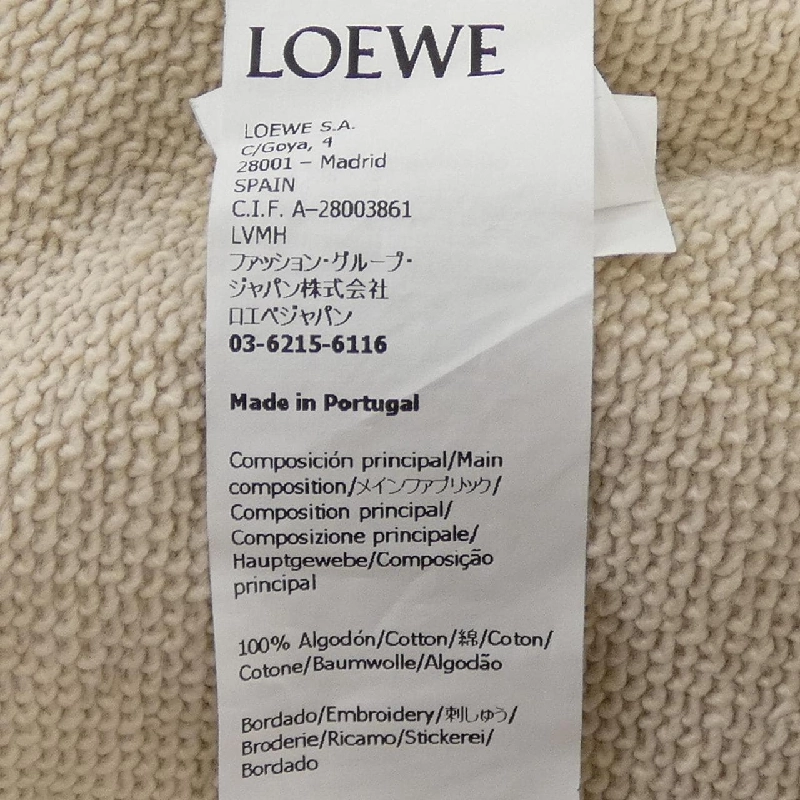 LOEWE
LOEWE S.A.
C/Goya, 4
28001 – Madrid
SPAIN
C.I.F. A–28003861
LVMH
ファッション・グループ・
ジャパン株式会社
ロエベジャパン
03-6215-6116
Made in Portugal
Composición principal/Main
composition/メインファブリック/
Composition principal/
Composizione principale/
Hauptgewebe/Composição
principal
100% Algodón/Cotton/綿/Coton/
Cotone/Baumwolle/Algodão
Bordado/Embroidery/刺しゅう/
Broderie/Ricamo/Stickerei/
Bordado